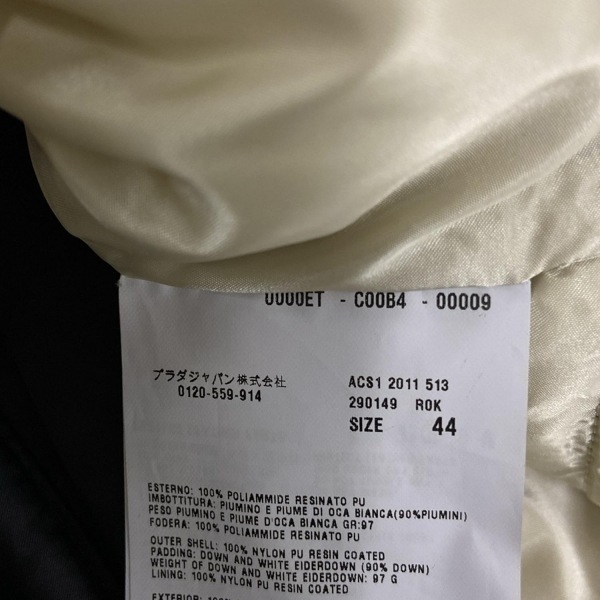 0000ET - C00B4 - 00009
プラダジャパン株式会社
0120-559-914
ACS1 2011 513
290149 R0K
SIZE 44
ESTERNO: 100% POLIAMMIDE RESINATO PU
IMBOTTITURA: PIUMINO E PIUME DI OCA BIANCA(90%PIUMINI)
PESO PIUMINO E PIUME D'OCA BIANCA GR:97
FODERA: 100% POLIAMMIDE RESINATO PU
OUTER SHELL: 100% NYLON PU RESIN COATED
PADDING: DOWN AND WHITE EIDERDOWN (90% DOWN)
WEIGHT OF DOWN AND WHITE EIDERDOWN: 97 G
LINING: 100% NYLON PU RESIN COATED